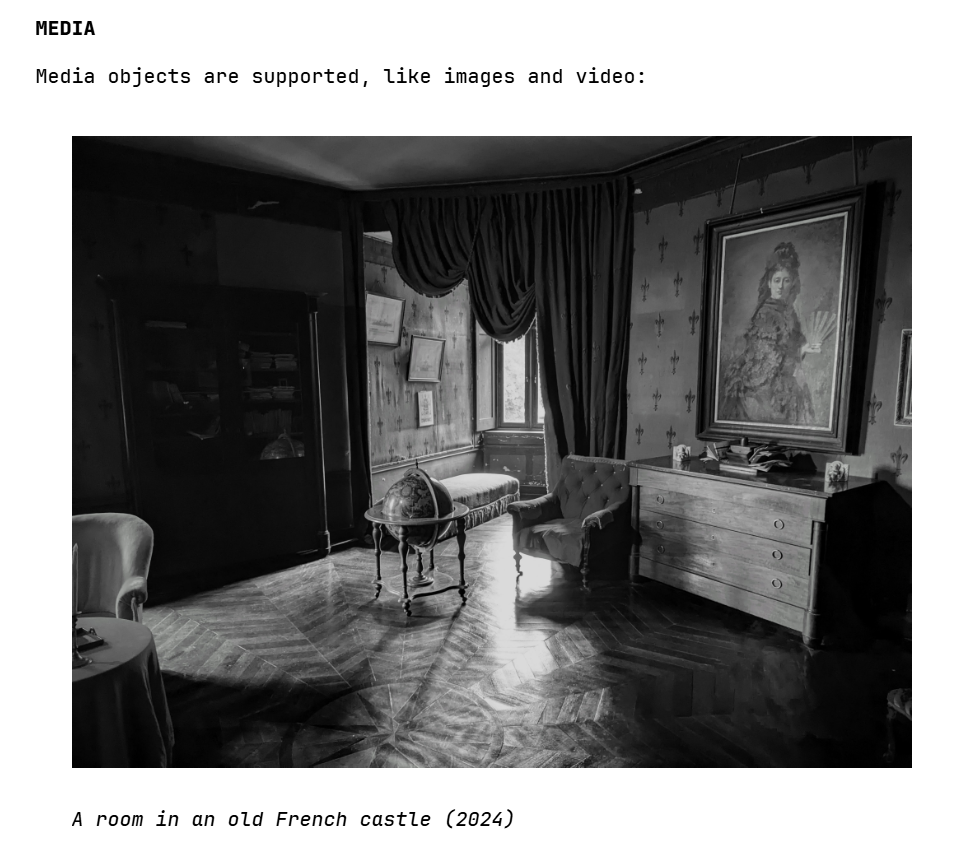 MEDIA
Media objects are supported, like images and video:
A room in an old French castle (2024)